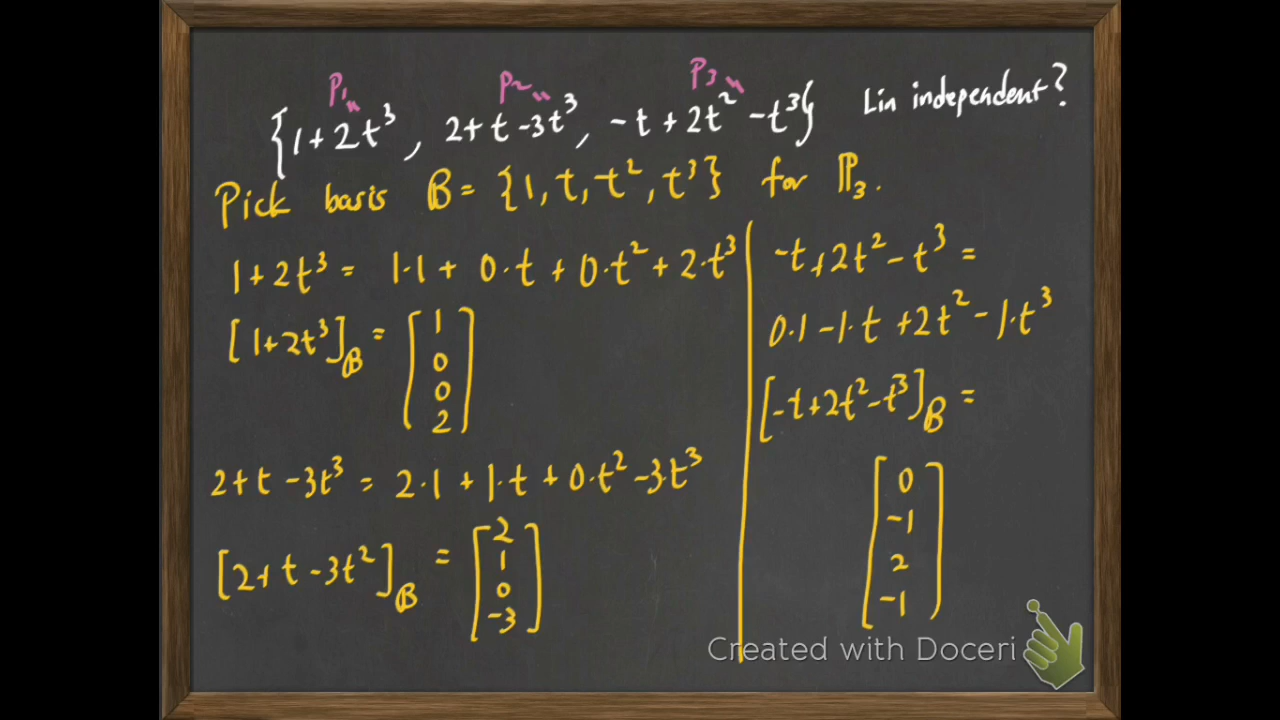 P₁ P₂ P₃
{1+2t³, 2+t-3t³, -t+2t²-t³} Lin independent?
Pick basis B = {1, t, t², t³} for ℙ₃.
1+2t³ = 1·1 + 0·t + 0·t² + 2·t³
[1+2t³]_B =
1
0
0
2
2+t-3t³ = 2·1 + 1·t + 0·t² - 3t³
[2+t-3t²]_B =
2
1
0
-3
-t+2t²-t³ =
0·1 - 1·t + 2t² - 1·t³
[-t+2t²-t³]_B =
0
-1
2
-1
Created with Doceri